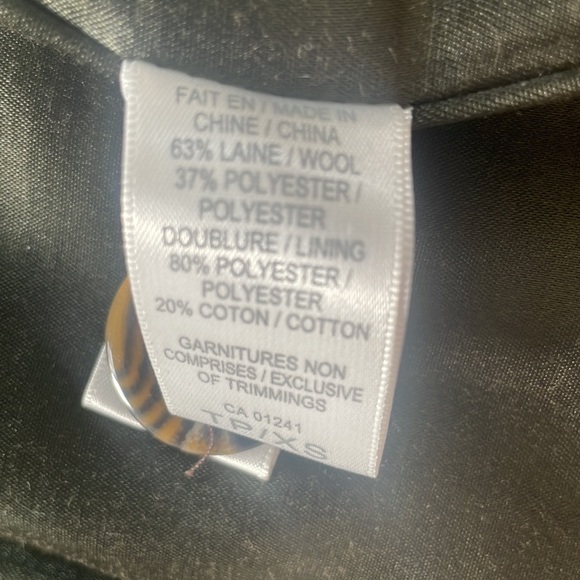 FAIT EN / MADE IN
CHINE / CHINA
63% LAINE / WOOL
37% POLYESTER /
POLYESTER
DOUBLURE / LINING
80% POLYESTER /
POLYESTER
20% COTON / COTTON
GARNITURES NON
COMPRISES / EXCLUSIVE
OF TRIMMINGS
CA 01241
TP / XS